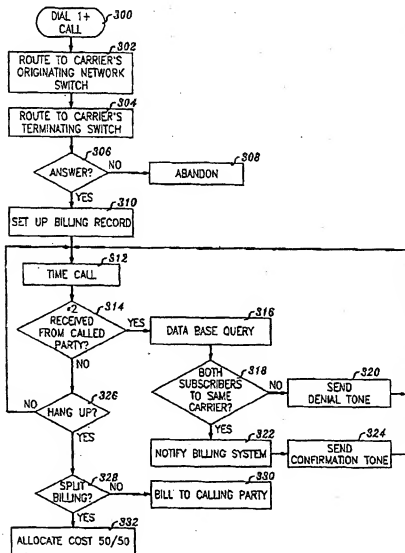 DIAL 1+
CALL
300
302
ROUTE TO CARRIER'S
ORIGINATING NETWORK
SWITCH
304
ROUTE TO CARRIER'S
TERMINATING SWITCH
306
ANSWER?
NO
308
ABANDON
YES
310
SET UP BILLING RECORD
312
TIME CALL
314
•2
RECEIVED
FROM CALLED
PARTY?
YES
316
DATA BASE QUERY
NO
318
BOTH
SUBSCRIBERS
TO SAME
CARRIER?
NO
320
SEND
DENIAL TONE
YES
326
NO
HANG UP?
322
NOTIFY BILLING SYSTEM
324
SEND
CONFIRMATION TONE
YES
328
SPLIT
BILLING?
NO
330
BILL TO CALLING PARTY
YES
332
ALLOCATE COST 50/50